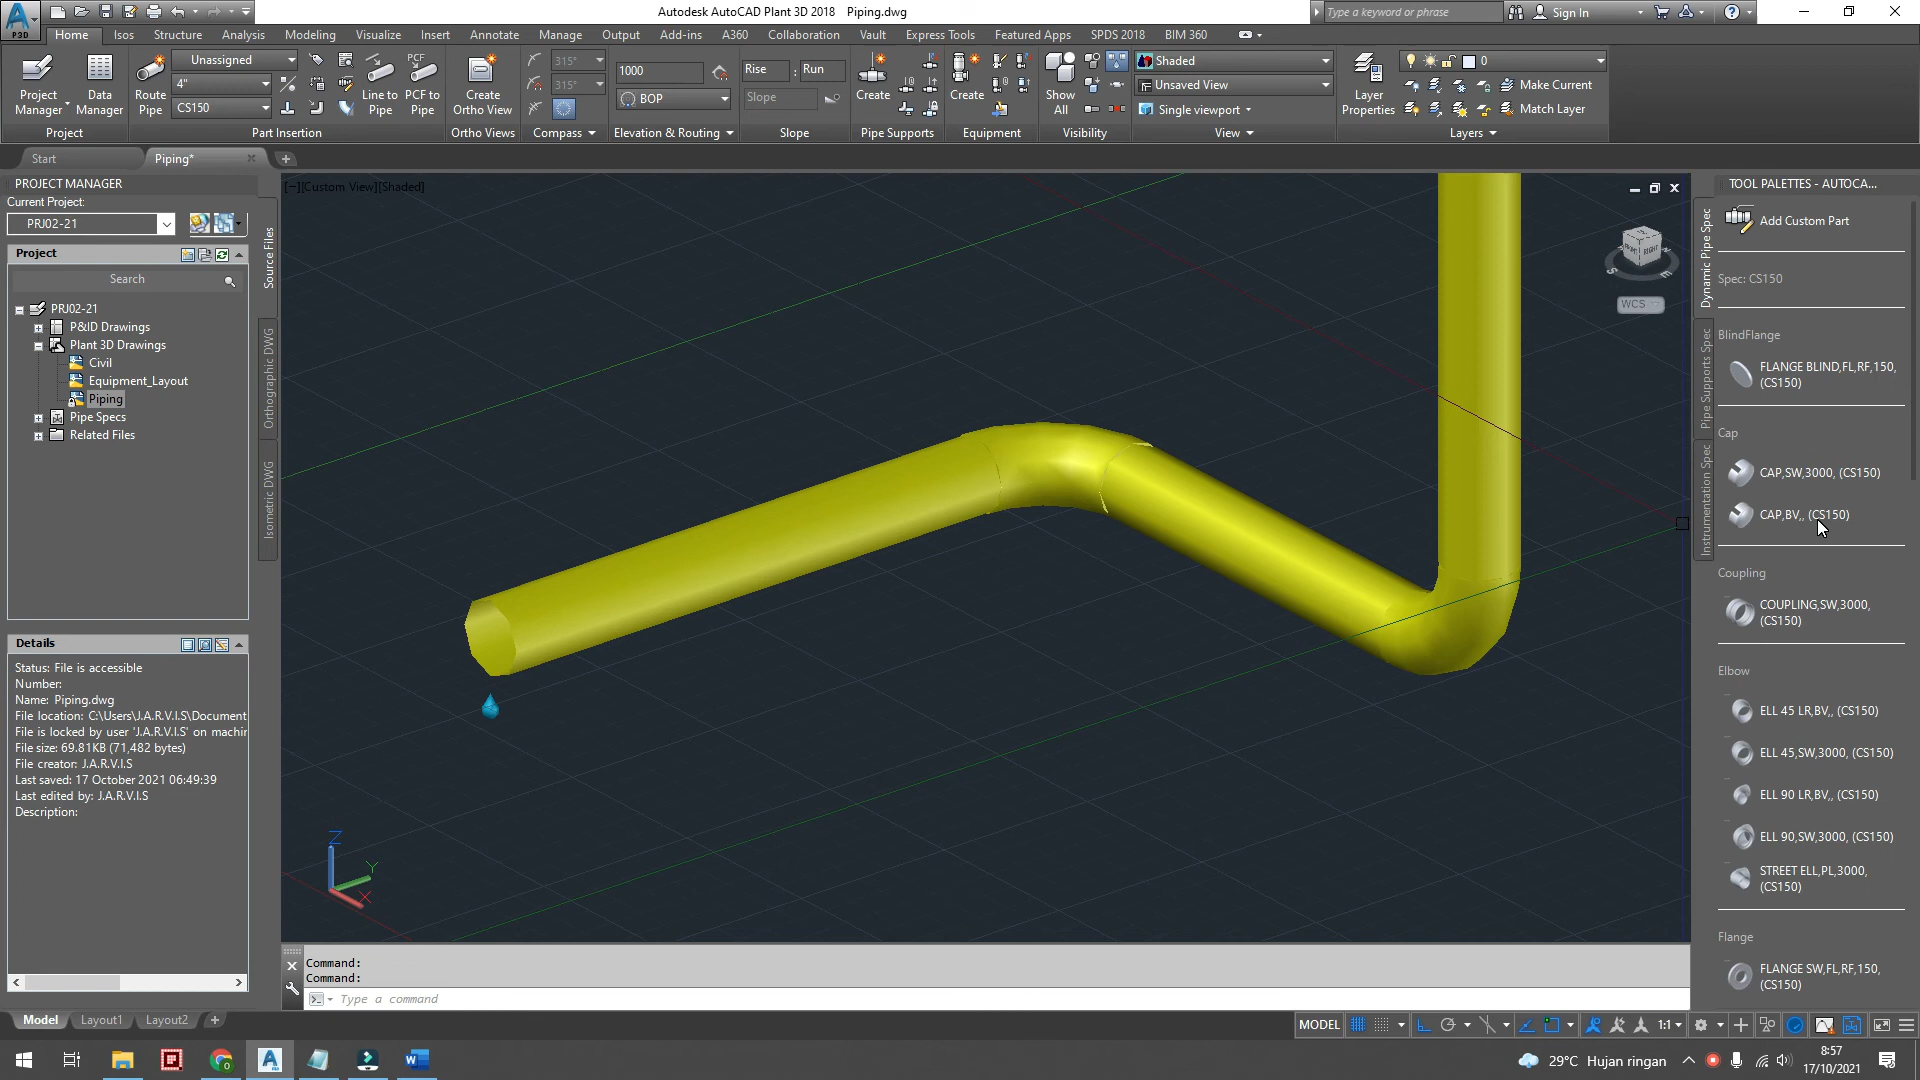 Autodesk AutoCAD Plant 3D 2018 Piping.dwg
Type a keyword or phrase
Sign In
P3D
Home Isos Structure Analysis Modeling Visualize Insert Annotate Manage Output Add-ins A360 Collaboration Vault Express Tools Featured Apps SPDS 2018 BIM 360
Project Manager
Data Manager
Project
Route Pipe
Unassigned
4"
CS150
Line to Pipe
PCF
PCF to Pipe
Part Insertion
Create Ortho View
Ortho Views
315°
315°
Compass
1000
BOP
Elevation & Routing
Rise : Run
Slope
Slope
Create
Pipe Supports
Create
Equipment
Show All
Visibility
Shaded
Unsaved View
Single viewport
View
Layer Properties
0
Make Current
Match Layer
Layers
Start
Piping*
PROJECT MANAGER
Current Project:
PRJ02-21
Project
Search
PRJ02-21
P&ID Drawings
Plant 3D Drawings
Civil
Equipment_Layout
Piping
Pipe Specs
Related Files
Source Files
Orthographic DWG
Isometric DWG
Details
Status: File is accessible
Number:
Name: Piping.dwg
File location: C:\Users\J.A.R.V.I.S\Document
File is locked by user 'J.A.R.V.I.S' on machin
File size: 69.81KB (71,482 bytes)
File creator: J.A.R.V.I.S
Last saved: 17 October 2021 06:49:39
Last edited by: J.A.R.V.I.S
Description:
[−][Custom View][Shaded]
FRONT
RIGHT
S
E
N
WCS
Z
Y
X
TOOL PALETTES - AUTOCA...
Dynamic Pipe Spec
Pipe Supports Spec
Instrumentation Spec
Add Custom Part
Spec: CS150
BlindFlange
FLANGE BLIND,FL,RF,150,
(CS150)
Cap
CAP,SW,3000, (CS150)
CAP,BV,, (CS150)
Coupling
COUPLING,SW,3000,
(CS150)
Elbow
ELL 45 LR,BV,, (CS150)
ELL 45,SW,3000, (CS150)
ELL 90 LR,BV,, (CS150)
ELL 90,SW,3000, (CS150)
STREET ELL,PL,3000,
(CS150)
Flange
FLANGE SW,FL,RF,150,
(CS150)
Command:
Command:
Type a command
Model Layout1 Layout2
MODEL
1:1
29°C Hujan ringan
8:57
17/10/2021